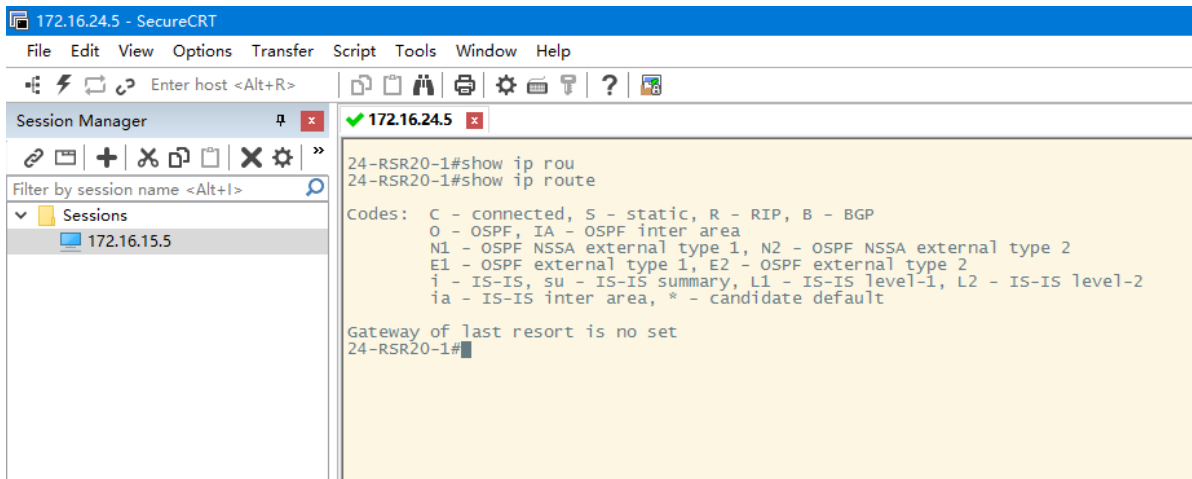 172.16.24.5 - SecureCRT
File Edit View Options Transfer Script Tools Window Help
Enter host <Alt+R>
Session Manager
172.16.24.5
Filter by session name <Alt+I>
Sessions
172.16.15.5
24-RSR20-1#show ip rou
24-RSR20-1#show ip route
Codes: C - connected, S - static, R - RIP, B - BGP
O - OSPF, IA - OSPF inter area
N1 - OSPF NSSA external type 1, N2 - OSPF NSSA external type 2
E1 - OSPF external type 1, E2 - OSPF external type 2
i - IS-IS, su - IS-IS summary, L1 - IS-IS level-1, L2 - IS-IS level-2
ia - IS-IS inter area, * - candidate default
Gateway of last resort is no set
24-RSR20-1#